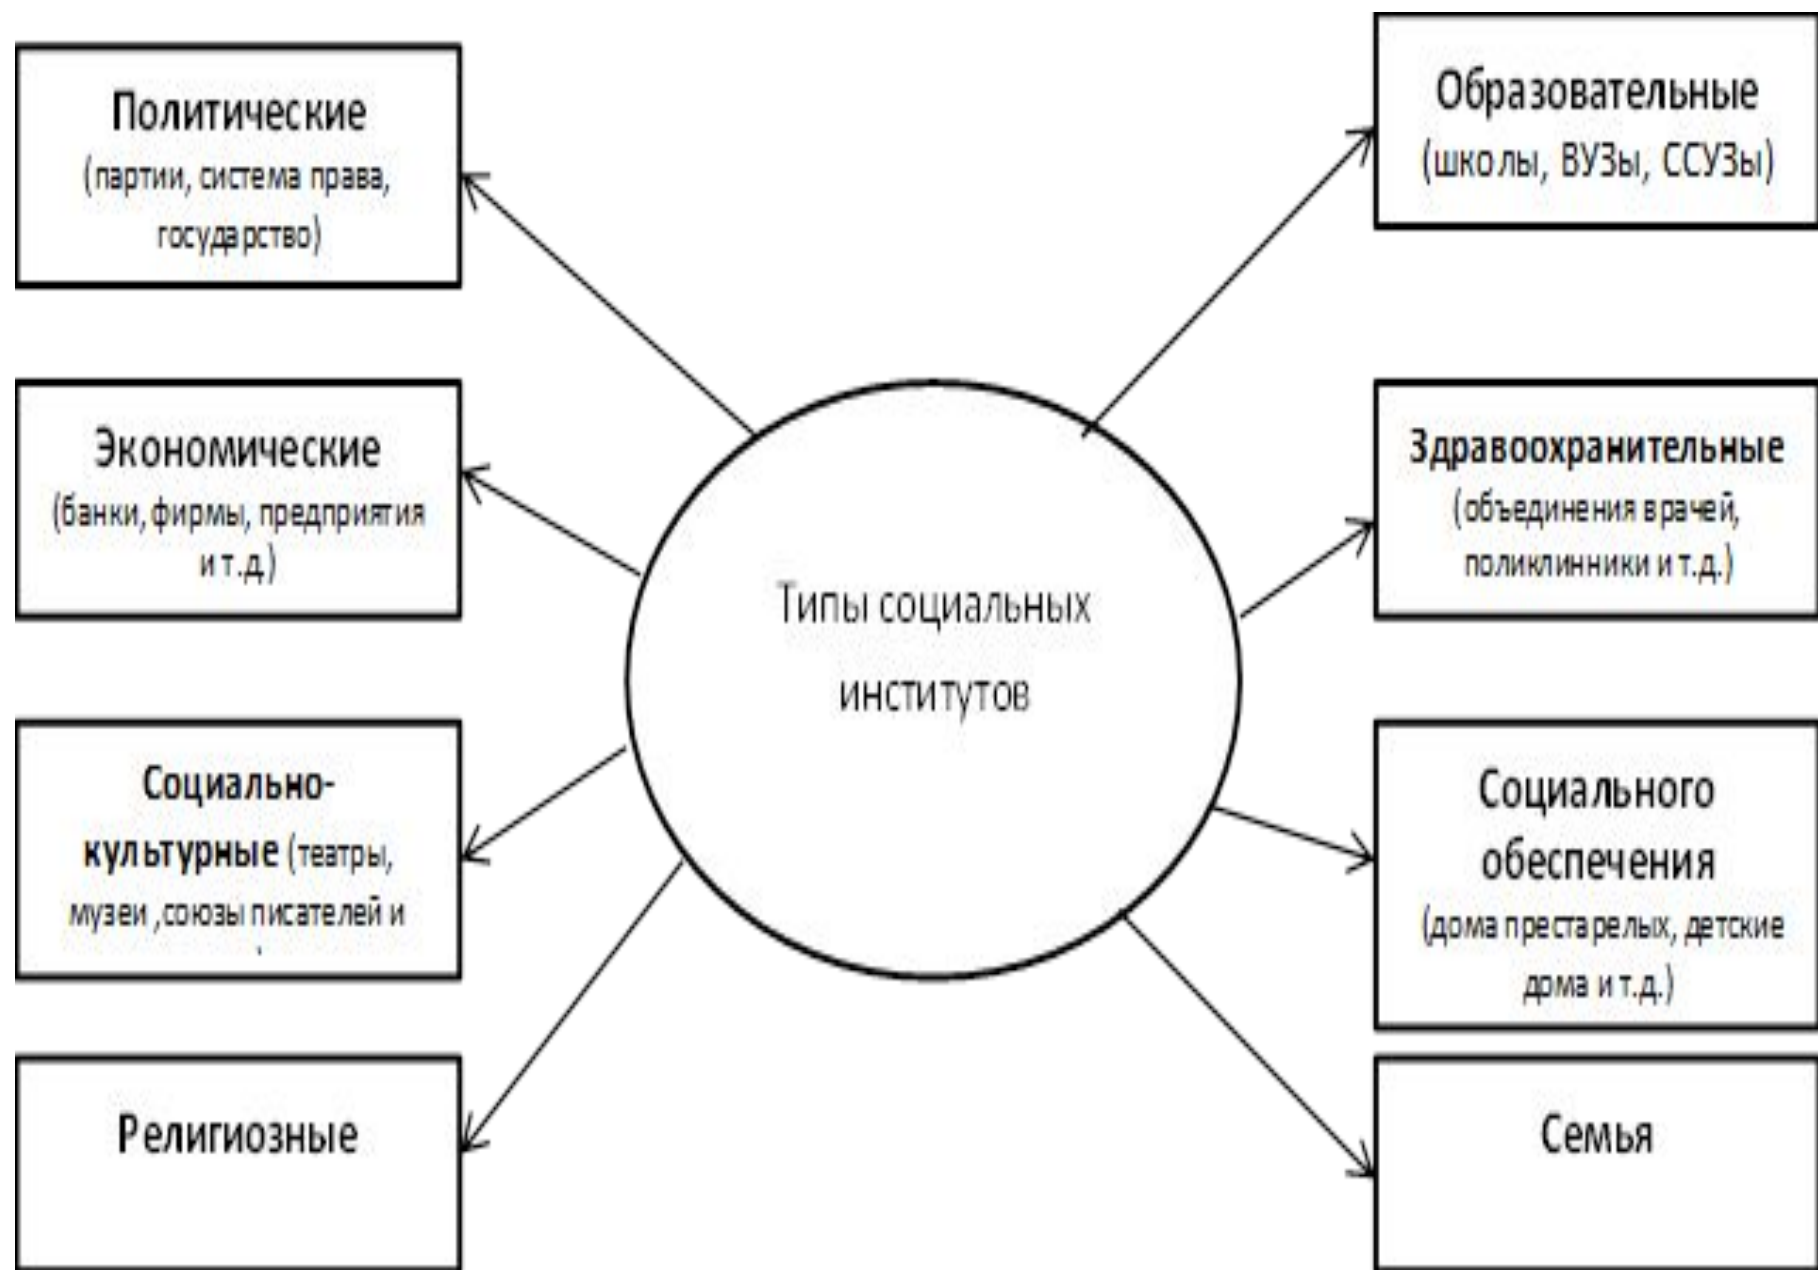 Политические
(партии, система права,
государство)
Экономические
(банки, фирмы, предприятия
и т.д.)
Социально-
культурные (театры,
музеи ,союзы писателей и
Религиозные
Типы социальных
институтов
Образовательные
(школы, ВУЗы, ССУЗы)
Здравоохранительные
(объединения врачей,
поликлинники и т.д.)
Социального
обеспечения
(дома престарелых, детские
дома и т.д.)
Семья